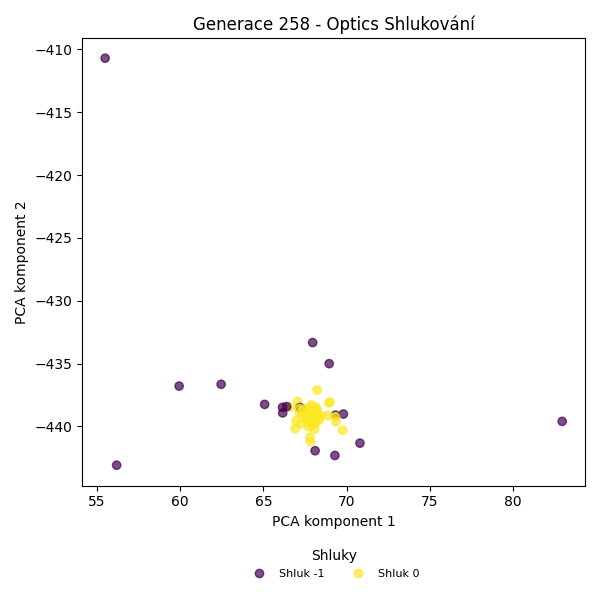 Generace 258 - Optics Shlukování
PCA komponent 2
−410
−415
−420
−425
−430
−435
−440
55 60 65 70 75 80
PCA komponent 1
Shluky
Shluk -1 Shluk 0